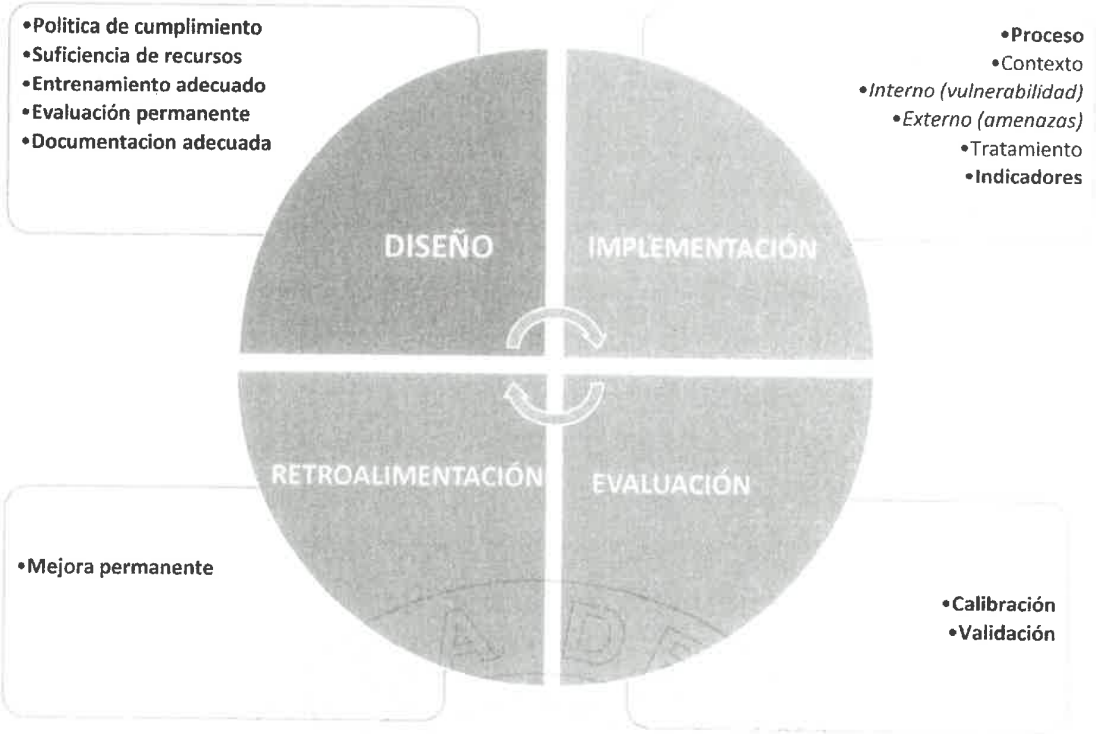 •Politica de cumplimiento
•Suficiencia de recursos
•Entrenamiento adecuado
•Evaluación permanente
•Documentacion adecuada
•Proceso
•Contexto
•Interno (vulnerabilidad)
•Externo (amenazas)
•Tratamiento
•Indicadores
DISEÑO
IMPLEMENTACIÓN
RETROALIMENTACIÓN
EVALUACIÓN
•Mejora permanente
•Calibración
•Validación
A DE